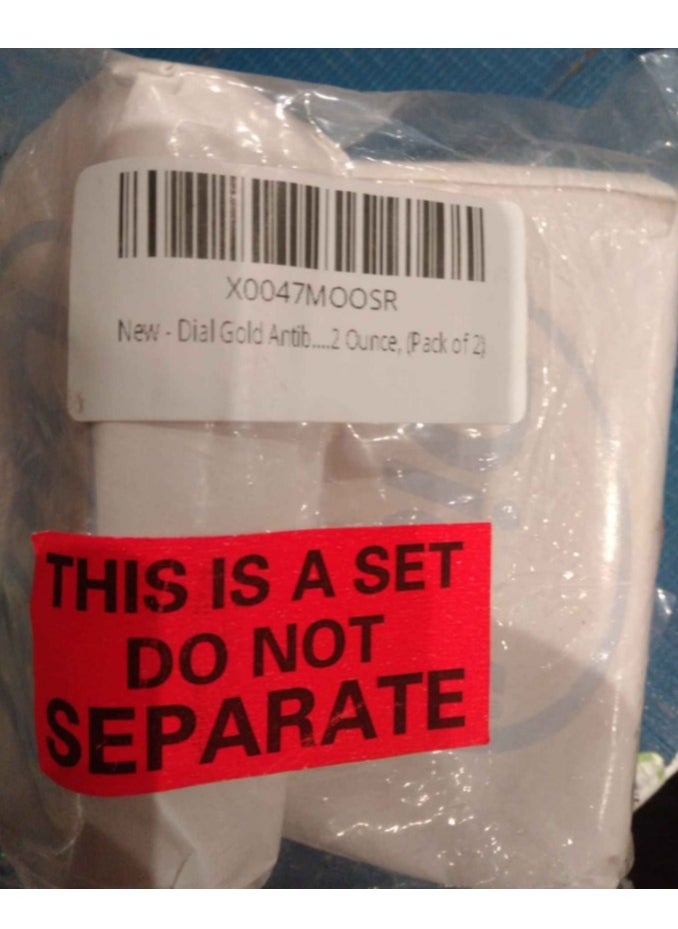 X0047MOOSR
New - Dial Gold Antib....2 Ounce, (Pack of 2)
THIS IS A SET
DO NOT
SEPARATE